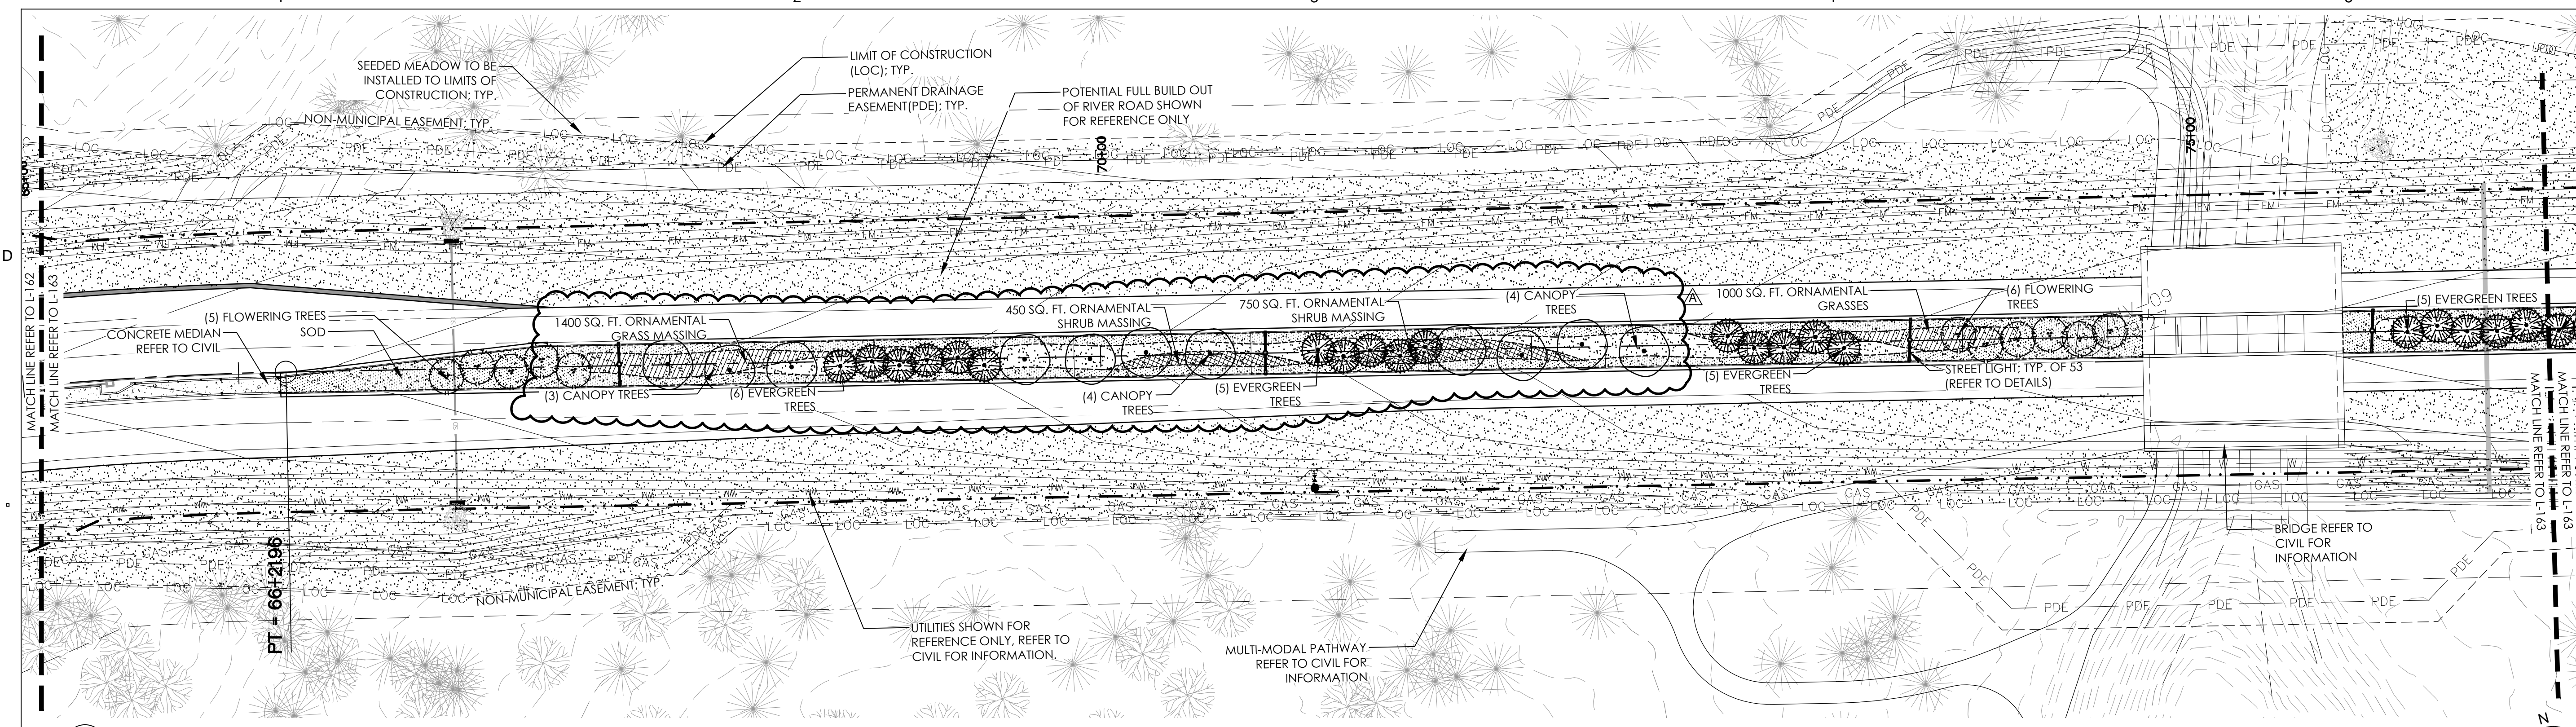 2
D
SEEDED MEADOW TO BE
INSTALLED TO LIMITS OF
CONSTRUCTION; TYP.
NON-MUNICIPAL EASEMENT; TYP.
LIMIT OF CONSTRUCTION
(LOC); TYP.
PERMANENT DRAINAGE
EASEMENT(PDE); TYP.
POTENTIAL FULL BUILD OUT
OF RIVER ROAD SHOWN
FOR REFERENCE ONLY
70+00
75+00
LOC
PDE
FM
MATCH LINE REFER TO L-162
MATCH LINE REFER TO L-163
(5) FLOWERING TREES
SOD
CONCRETE MEDIAN
REFER TO CIVIL
1400 SQ. FT. ORNAMENTAL
GRASS MASSING
(3) CANOPY TREES
(6) EVERGREEN
TREES
450 SQ. FT. ORNAMENTAL
SHRUB MASSING
(4) CANOPY
TREES
750 SQ. FT. ORNAMENTAL
SHRUB MASSING
(5) EVERGREEN
TREES
(4) CANOPY
TREES
A
1000 SQ. FT. ORNAMENTAL
GRASSES
(6) FLOWERING
TREES
(5) EVERGREEN
TREES
STREET LIGHT; TYP. OF 53
(REFER TO DETAILS)
(5) EVERGREEN TREES
MATCH LINE REFER TO L-163
MATCH LINE REFER TO L-163
W
GAS
LOC
PDE
PT = 66+21.96
NON-MUNICIPAL EASEMENT; TYP
UTILITIES SHOWN FOR
REFERENCE ONLY, REFER TO
CIVIL FOR INFORMATION.
MULTI-MODAL PATHWAY
REFER TO CIVIL FOR
INFORMATION
BRIDGE REFER TO
CIVIL FOR
INFORMATION
N